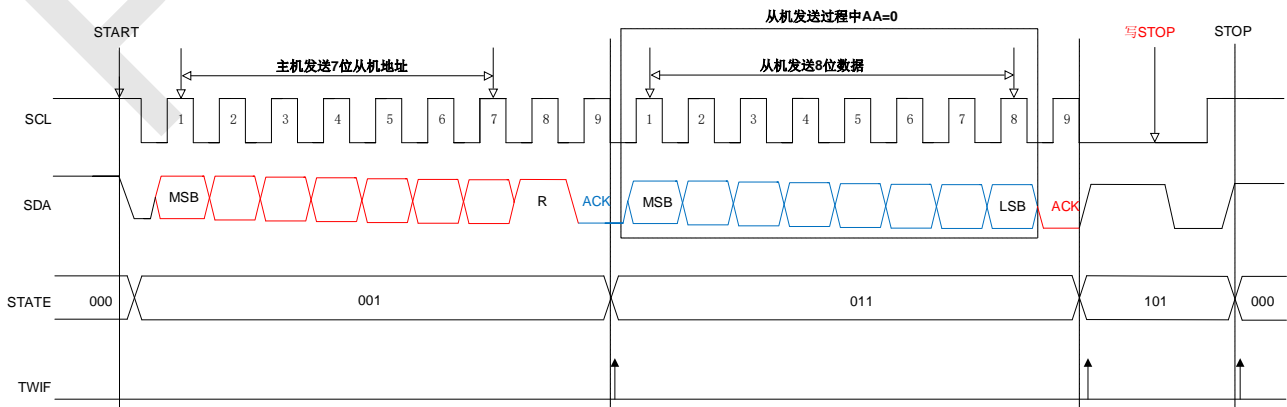 从机发送过程中AA=0
START
写STOP
STOP
主机发送7位从机地址
从机发送8位数据
SCL
1 2 3 4 5 6 7 8 9 1 2 3 4 5 6 7 8 9
SDA
MSB R ACK MSB LSB ACK
STATE 000 001 011 101 000
TWIF